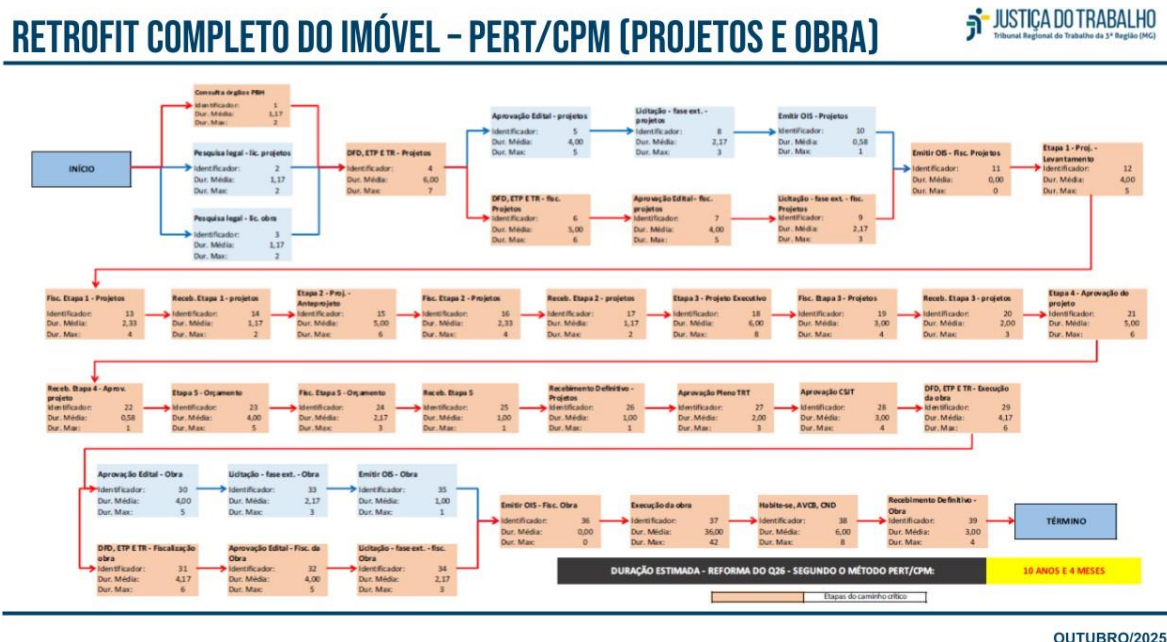 RETROFIT COMPLETO DO IMÓVEL – PERT/CPM (PROJETOS E OBRA)
JUSTIÇA DO TRABALHO
Tribunal Regional do Trabalho da 3ª Região (MG)
INÍCIO
Consulta órgãos PBH
Identificador: 1
Dur. Média: 1,17
Dur. Max: 2
Pesquisa legal - lic. projetos
Identificador: 2
Dur. Média: 1,17
Dur. Max: 2
Pesquisa legal - lic. obra
Identificador: 3
Dur. Média: 1,17
Dur. Max: 2
DFD, ETP E TR - Projetos
Identificador: 4
Dur. Média: 6,00
Dur. Max: 7
Aprovação Edital - projetos
Identificador: 5
Dur. Média: 4,00
Dur. Max: 5
Licitação - fase ext. -
projetos
Identificador: 8
Dur. Média: 2,17
Dur. Max: 3
Emitir OIS - Projetos
Identificador: 10
Dur. Média: 0,58
Dur. Max: 1
DFD, ETP E TR - fisc.
Projetos
Identificador: 6
Dur. Média: 5,00
Dur. Max: 6
Aprovação Edital - fisc.
projetos
Identificador: 7
Dur. Média: 4,00
Dur. Max: 5
Licitação - fase ext. - fisc.
Projetos
Identificador: 9
Dur. Média: 2,17
Dur. Max: 3
Emitir OIS - Fisc. Projetos
Identificador: 11
Dur. Média: 0,00
Dur. Max: 0
Etapa 1 - Proj. -
Levantamento
Identificador: 12
Dur. Média: 4,00
Dur. Max: 5
Fisc. Etapa 1 - Projetos
Identificador: 13
Dur. Média: 2,33
Dur. Max: 4
Receb. Etapa 1 - projetos
Identificador: 14
Dur. Média: 1,17
Dur. Max: 2
Etapa 2 - Proj. -
Anteprojeto
Identificador: 15
Dur. Média: 5,00
Dur. Max: 6
Fisc. Etapa 2 - Projetos
Identificador: 16
Dur. Média: 2,33
Dur. Max: 4
Receb. Etapa 2 - projetos
Identificador: 17
Dur. Média: 1,17
Dur. Max: 2
Etapa 3 - Projeto Executivo
Identificador: 18
Dur. Média: 6,00
Dur. Max: 8
Fisc. Etapa 3 - Projetos
Identificador: 19
Dur. Média: 3,00
Dur. Max: 4
Receb. Etapa 3 - projetos
Identificador: 20
Dur. Média: 2,00
Dur. Max: 3
Etapa 4 - Aprovação do
projeto
Identificador: 21
Dur. Média: 5,00
Dur. Max: 6
Receb. Etapa 4 - Aprov.
projeto
Identificador: 22
Dur. Média: 0,58
Dur. Max: 1
Etapa 5 - Orçamento
Identificador: 23
Dur. Média: 4,00
Dur. Max: 5
Fisc. Etapa 5 - Orçamento
Identificador: 24
Dur. Média: 2,17
Dur. Max: 3
Receb. Etapa 5
Identificador: 25
Dur. Média: 1,00
Dur. Max: 1
Recebimento Definitivo -
Projetos
Identificador: 26
Dur. Média: 1,00
Dur. Max: 1
Aprovação Pleno TRT
Identificador: 27
Dur. Média: 2,00
Dur. Max: 3
Aprovação CSJT
Identificador: 28
Dur. Média: 3,00
Dur. Max: 4
DFD, ETP E TR - Execução
da obra
Identificador: 29
Dur. Média: 4,17
Dur. Max: 6
Aprovação Edital - Obra
Identificador: 30
Dur. Média: 4,00
Dur. Max: 5
Licitação - fase ext. - Obra
Identificador: 33
Dur. Média: 2,17
Dur. Max: 3
Emitir OIS - Obra
Identificador: 35
Dur. Média: 1,00
Dur. Max: 1
DFD, ETP E TR - Fiscalização
obra
Identificador: 31
Dur. Média: 4,17
Dur. Max: 6
Aprovação Edital - Fisc. da
Obra
Identificador: 32
Dur. Média: 4,00
Dur. Max: 5
Licitação - fase ext. - fisc.
Obra
Identificador: 34
Dur. Média: 2,17
Dur. Max: 3
Emitir OIS - Fisc. Obra
Identificador: 36
Dur. Média: 0,00
Dur. Max: 0
Execução da obra
Identificador: 37
Dur. Média: 36,00
Dur. Max: 42
Habite-se, AVCB, CND
Identificador: 38
Dur. Média: 6,00
Dur. Max: 8
Recebimento Definitivo -
Obra
Identificador: 39
Dur. Média: 3,00
Dur. Max: 4
TÉRMINO
DURAÇÃO ESTIMADA - REFORMA DO Q26 - SEGUNDO O MÉTODO PERT/CPM: 10 ANOS E 4 MESES
Etapas do caminho crítico
OUTUBRO/2025